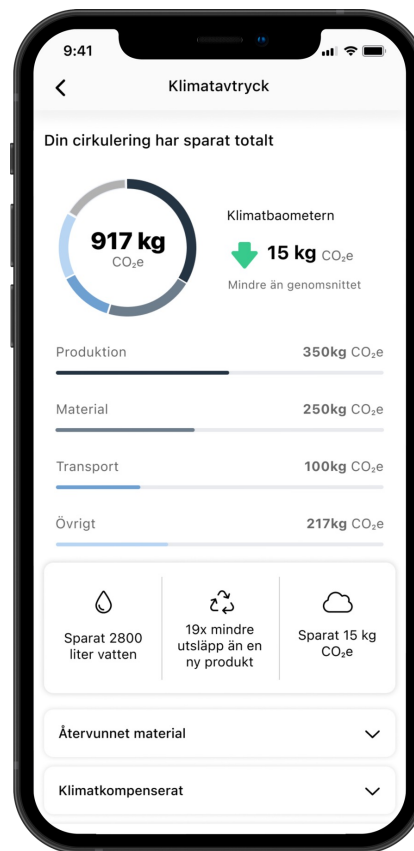 9:41
Klimatavtryck
Din cirkulering har sparat totalt
917 kg
CO₂e
Klimatbaometern
15 kg CO₂e
Mindre än genomsnittet
Produktion 350kg CO₂e
Material 250kg CO₂e
Transport 100kg CO₂e
Övrigt 217kg CO₂e
Sparat 2800
liter vatten
19x mindre
utsläpp än en
ny produkt
Sparat 15 kg
CO₂e
Återvunnet material
Klimatkompenserat